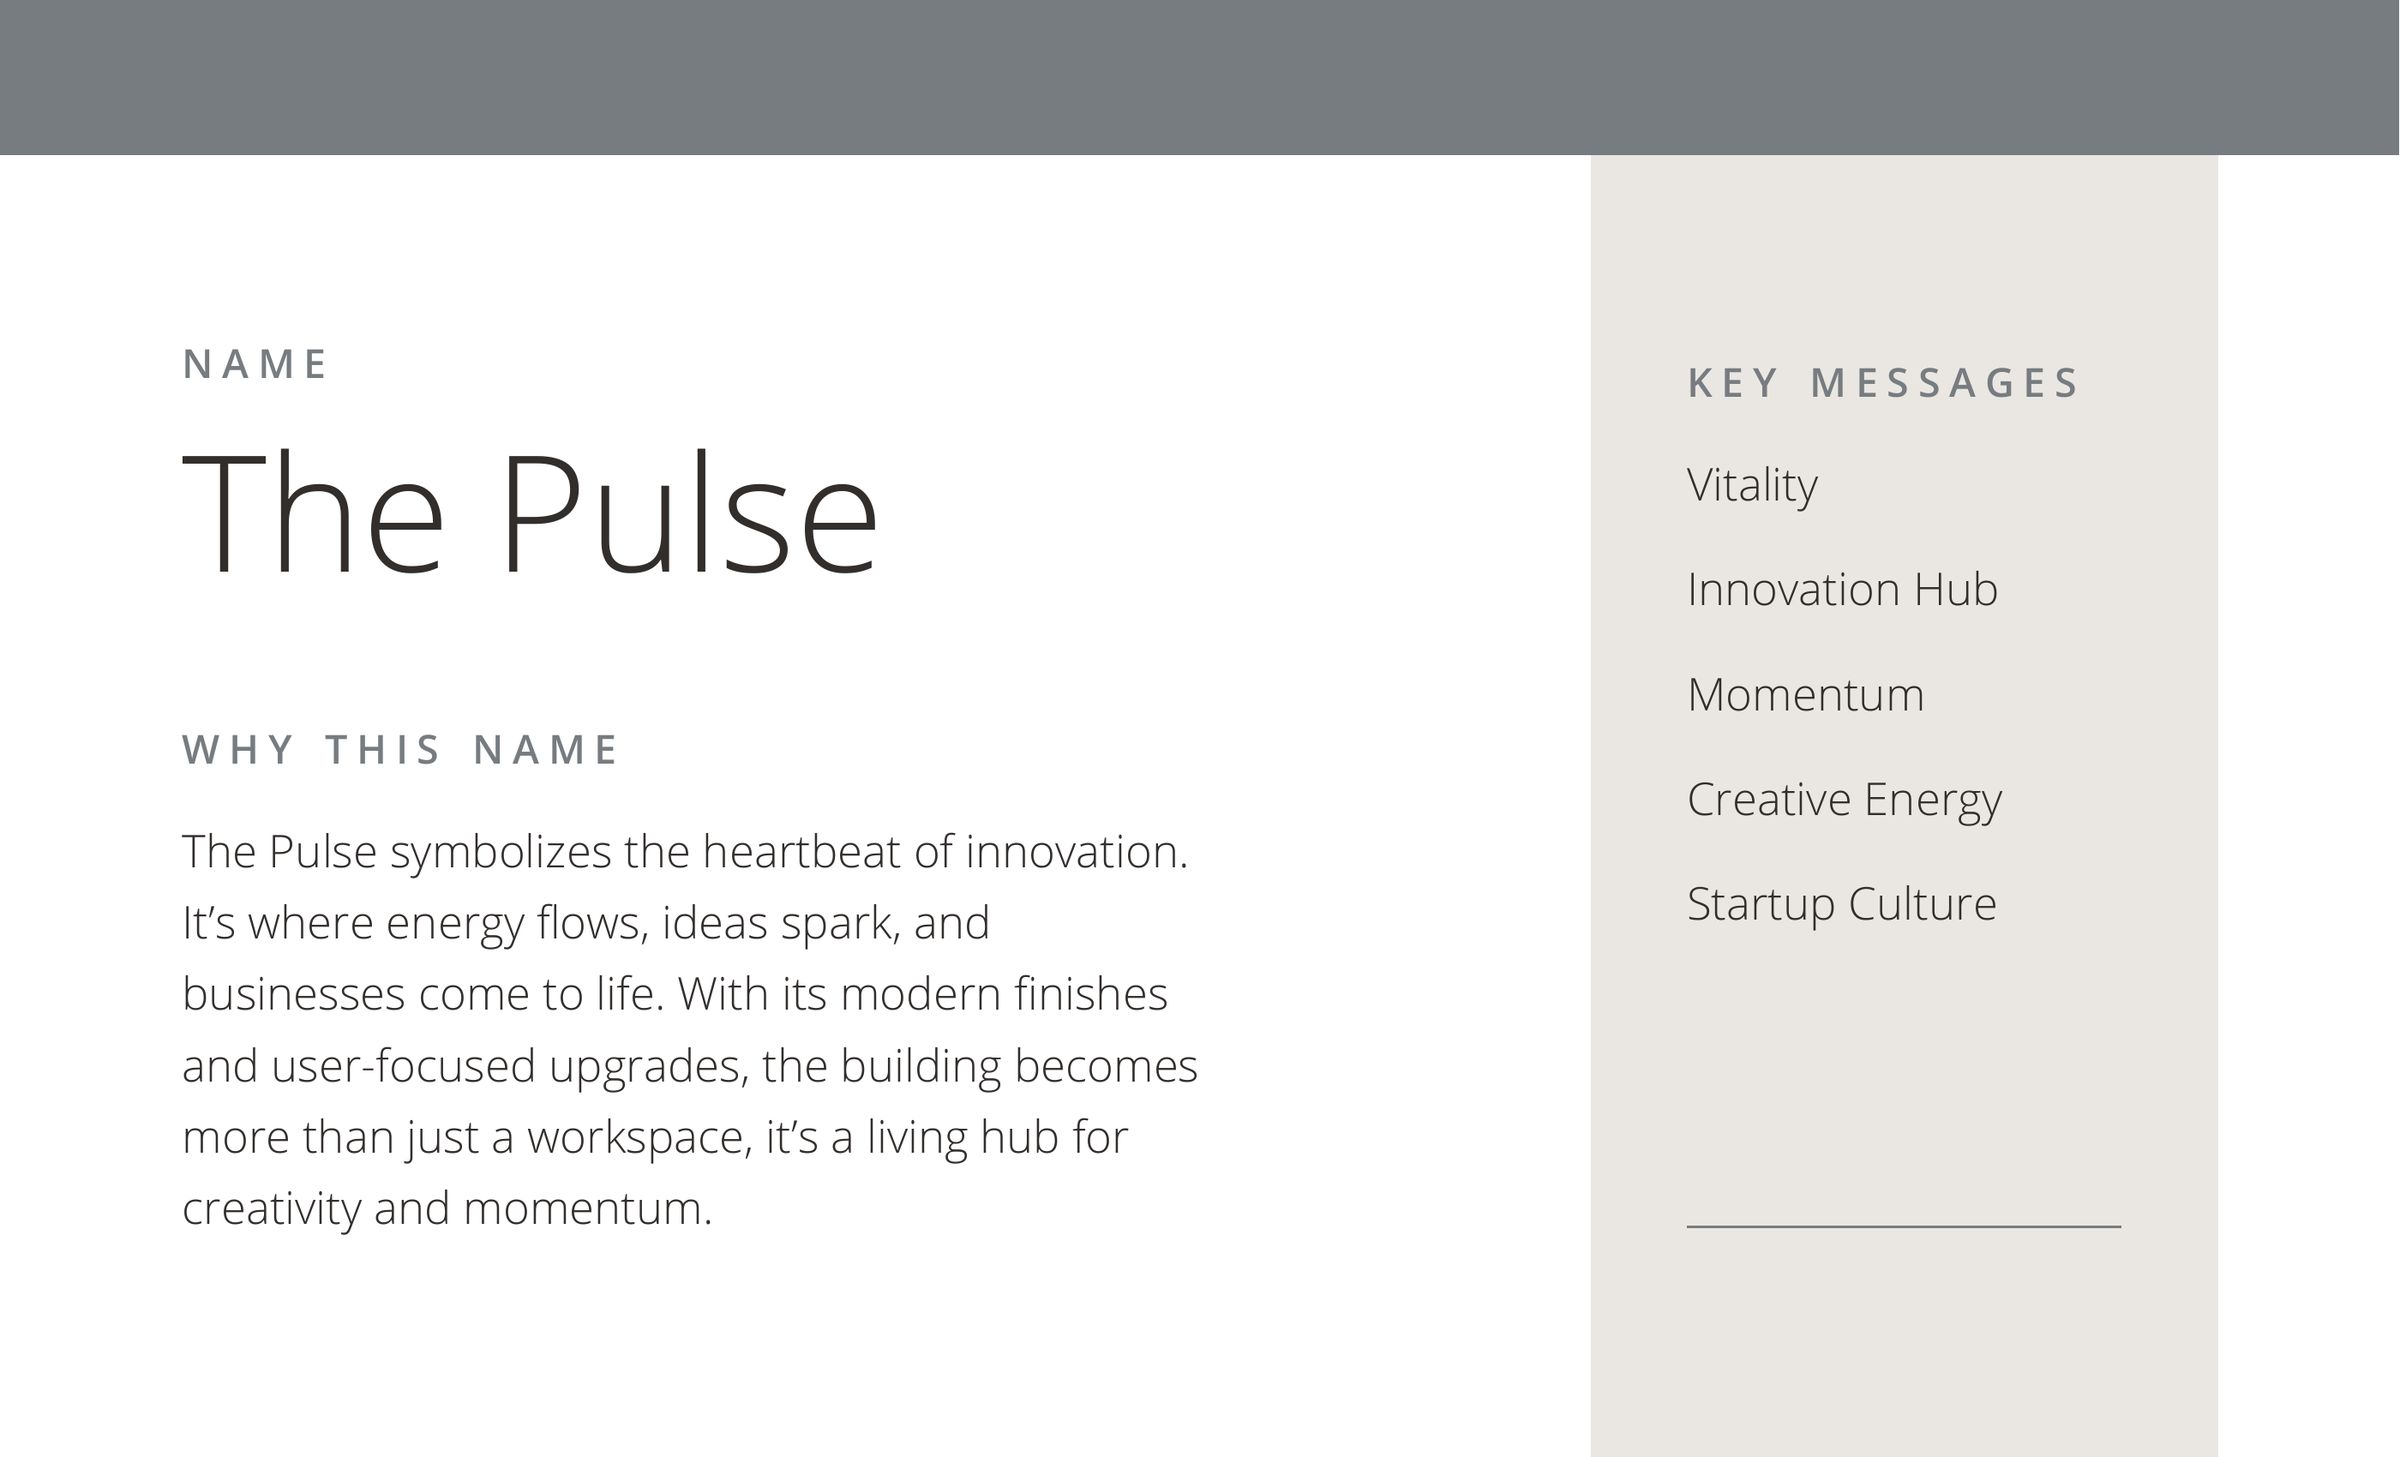 NAME
The Pulse
WHY THIS NAME
The Pulse symbolizes the heartbeat of innovation.
It’s where energy flows, ideas spark, and
businesses come to life. With its modern finishes
and user-focused upgrades, the building becomes
more than just a workspace, it’s a living hub for
creativity and momentum.
KEY MESSAGES
Vitality
Innovation Hub
Momentum
Creative Energy
Startup Culture